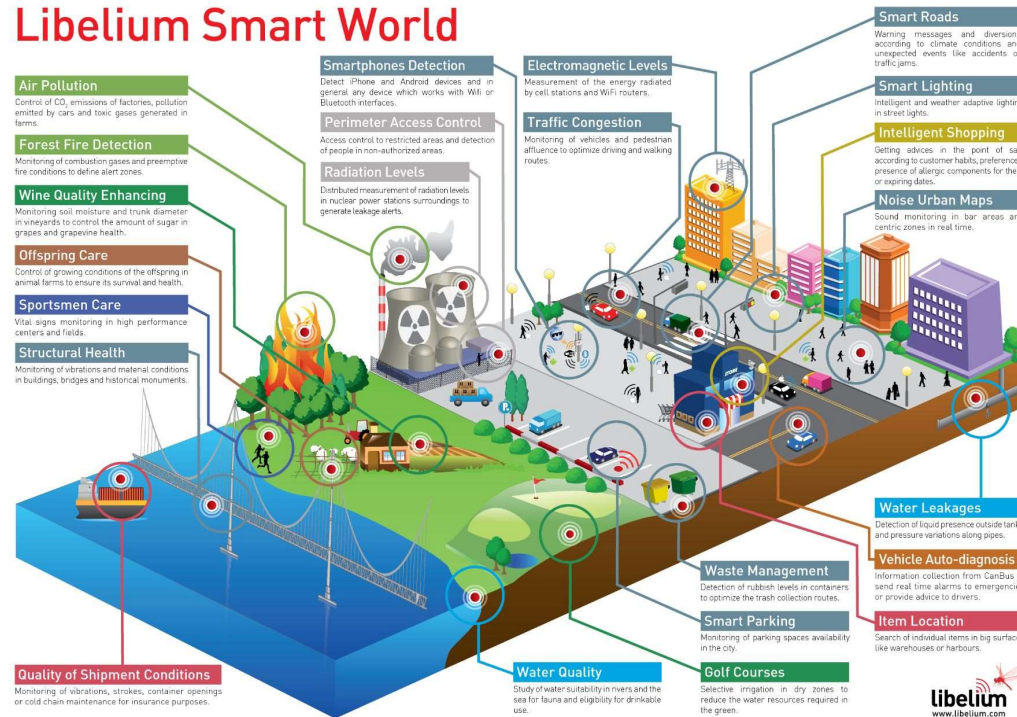 Libelium Smart World
Air Pollution
Control of CO₂ emissions of factories, pollution
emitted by cars and toxic gases generated in
farms.
Forest Fire Detection
Monitoring of combustion gases and preemptive
fire conditions to define alert zones.
Wine Quality Enhancing
Monitoring soil moisture and trunk diameter
in vineyards to control the amount of sugar in
grapes and grapevine health.
Offspring Care
Control of growing conditions of the offspring in
animal farms to ensure its survival and health.
Sportsmen Care
Vital signs monitoring in high performance
centers and fields.
Structural Health
Monitoring of vibrations and material conditions
in buildings, bridges and historical monuments.
Quality of Shipment Conditions
Monitoring of vibrations, strokes, container openings
or cold chain maintenance for insurance purposes.
Smartphones Detection
Detect iPhone and Android devices and in
general any device which works with Wifi or
Bluetooth interfaces.
Perimeter Access Control
Access control to restricted areas and detection
of people in non-authorized areas.
Radiation Levels
Distributed measurement of radiation levels
in nuclear power stations surroundings to
generate leakage alerts.
Electromagnetic Levels
Measurement of the energy radiated
by cell stations and WiFi routers.
Traffic Congestion
Monitoring of vehicles and pedestrian
affluence to optimize driving and walking
routes.
Smart Roads
Warning messages and diversion
according to climate conditions an
unexpected events like accidents o
traffic jams.
Smart Lighting
Intelligent and weather adaptive lightin
in street lights.
Intelligent Shopping
Getting advices in the point of sa
according to customer habits, preference
presence of allergic components for the
or expiring dates.
Noise Urban Maps
Sound monitoring in bar areas an
centric zones in real time.
P
Water Leakages
Detection of liquid presence outside tank
and pressure variations along pipes.
Vehicle Auto-diagnosis
Information collection from CanBus
send real time alarms to emergencie
or provide advice to drivers.
Item Location
Search of individual items in big surface
like warehouses or harbours.
Waste Management
Detection of rubbish levels in containers
to optimize the trash collection routes.
Smart Parking
Monitoring of parking spaces availability
in the city.
Golf Courses
Selective irrigation in dry zones to
reduce the water resources required in
the green.
Water Quality
Study of water suitability in rivers and the
sea for fauna and eligibility for drinkable
use.
libelium
www.libelium.com